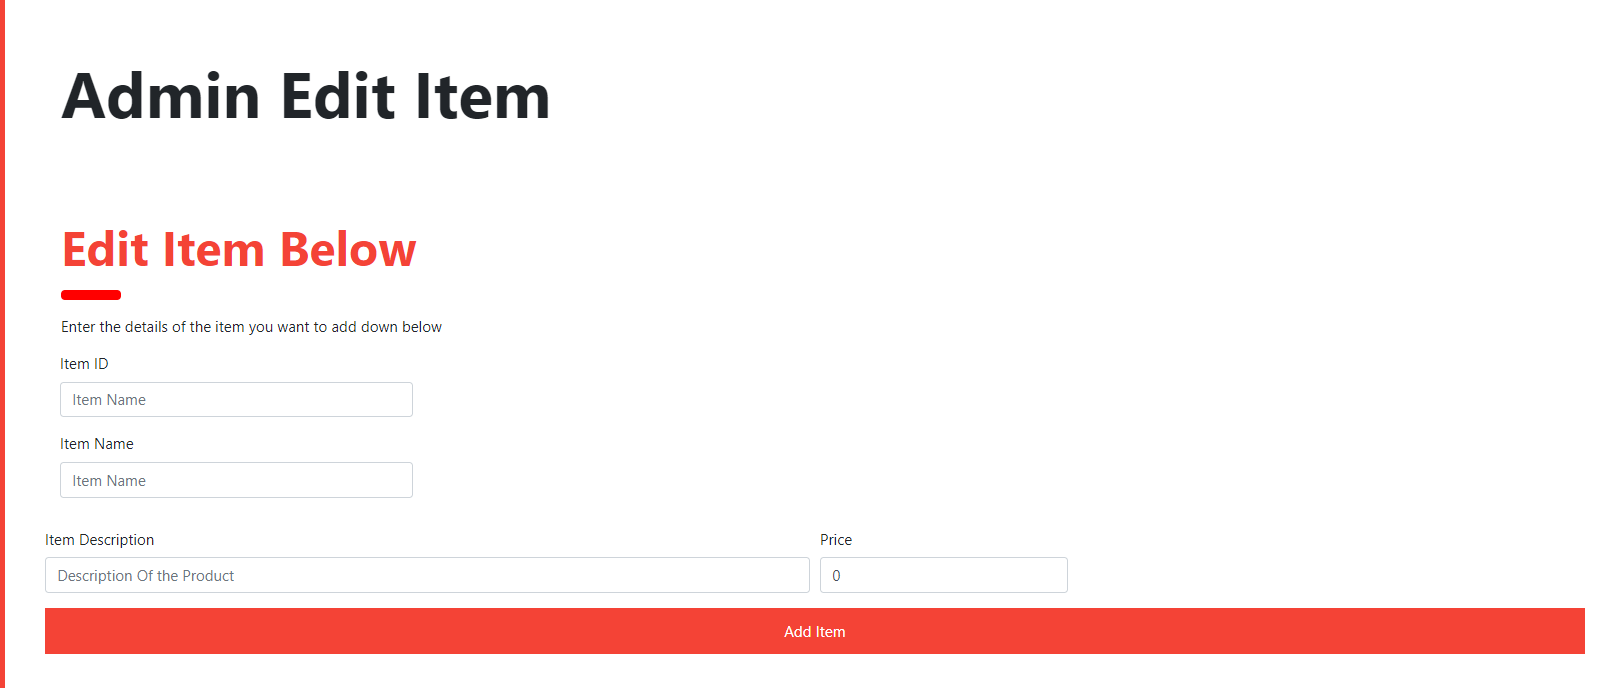 Admin Edit Item
Edit Item Below
Enter the details of the item you want to add down below
Item ID
Item Name
Item Name
Item Name
Item Description
Price
Description Of the Product
0
Add Item